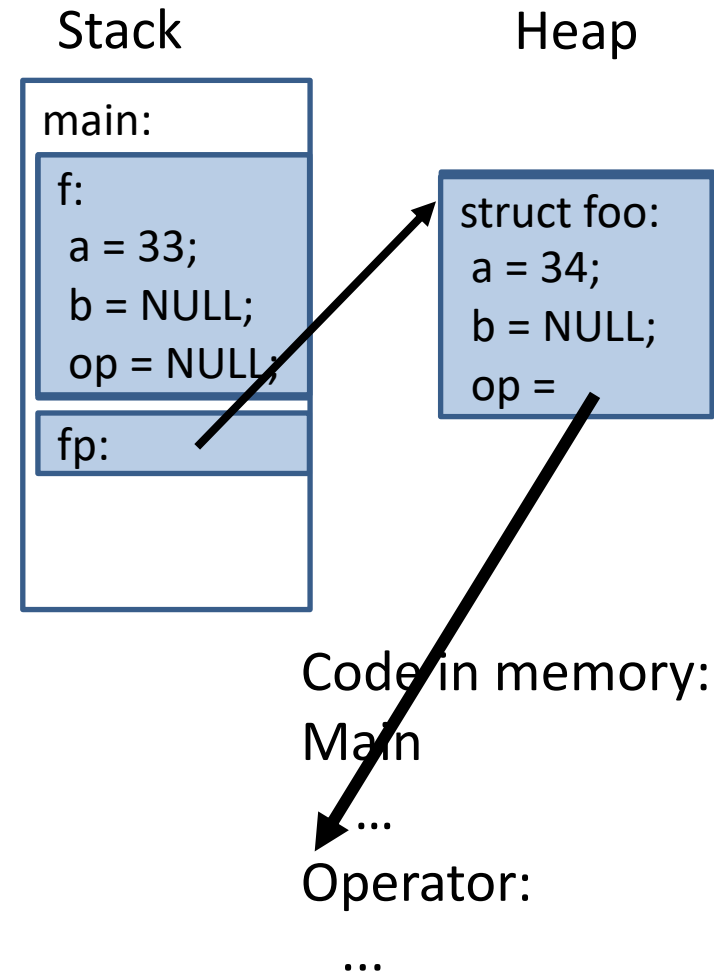 Stack
Heap
main:
f:
a = 33;
b = NULL;
op = NULL;
fp:
struct foo:
a = 34;
b = NULL;
op =
Code in memory:
Main
...
Operator:
...